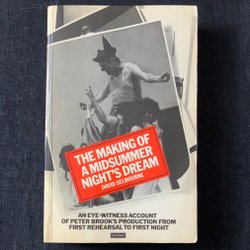 THE MAKING OF
A MIDSUMMER
NIGHT'S DREAM
DAVID SELBOURNE
AN EYE-WITNESS ACCOUNT
OF PETER BROOK'S PRODUCTION FROM
FIRST REHEARSAL TO FIRST NIGHT